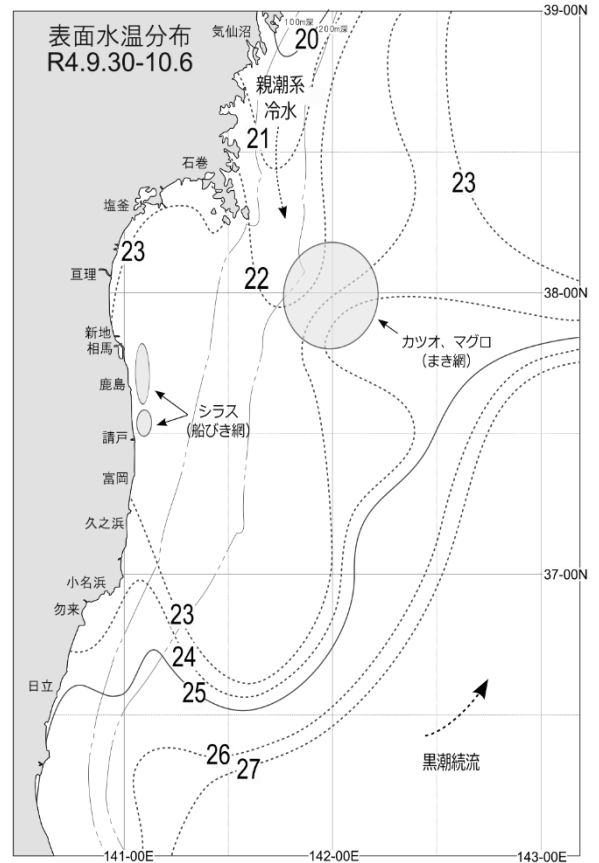 表面水温分布
R4.9.30-10.6
39-00N
気仙沼
100m深
200m深
20
親潮系
冷水
21
石巻
塩釜
23
23
亘理
22
38-00N
新地
相馬
カツオ、マグロ
(まき網)
鹿島
シラス
(船びき網)
請戸
富岡
久之浜
小名浜
37-00N
勿来
23
24
日立
25
26
27
黒潮続流
141-00E
142-00E
143-00E